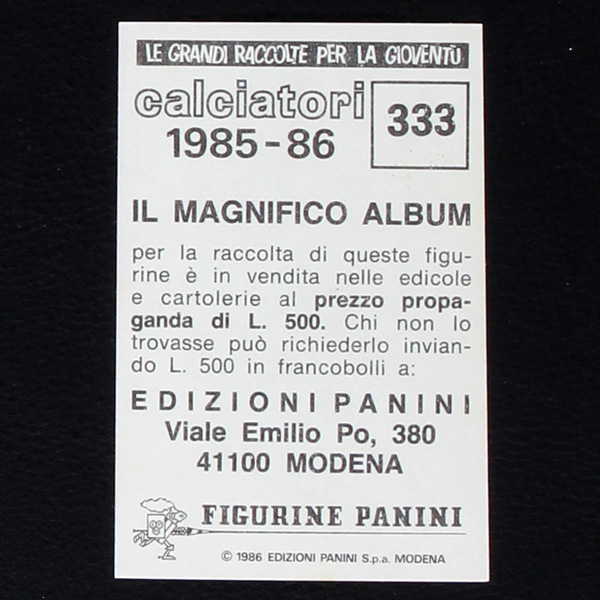 LE GRANDI RACCOLTE PER LA GIOVENTÙ
calciatori
1985-86
333
IL MAGNIFICO ALBUM
per la raccolta di queste figu-
rine è in vendita nelle edicole
e cartolerie al prezzo propa-
ganda di L. 500. Chi non lo
trovasse può richiederlo invian-
do L. 500 in francobolli a:
EDIZIONI PANINI
Viale Emilio Po, 380
41100 MODENA
FIGURINE PANINI
© 1986 EDIZIONI PANINI S.p.a. MODENA